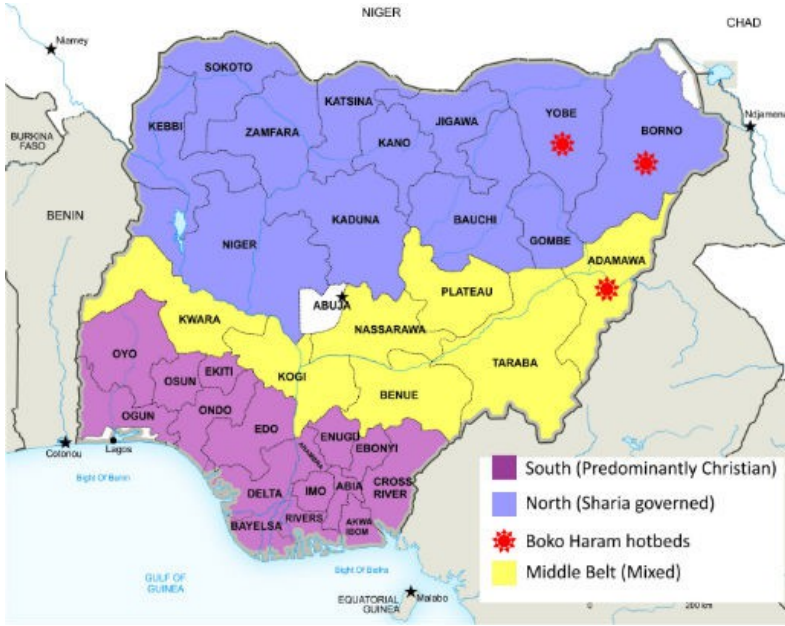 NIGER
CHAD
Niamey
SOKOTO
KATSINA
KEBBI
ZAMFARA
KANO
JIGAWA
YOBE
BORNO
Ndjamena
BURKINA
FASO
BENIN
NIGER
KADUNA
BAUCHI
GOMBE
ADAMAWA
ABUJA
PLATEAU
KWARA
NASSARAWA
TARABA
OYO
KOGI
BENUE
OSUN
EKITI
OGUN
ONDO
EDO
ENUGU
EBONYI
ANAMBRA
Cotonou
Lagos
Bight Of Benin
DELTA
IMO
ABIA
CROSS
RIVER
BAYELSA
RIVERS
AKWA
IBOM
GULF OF
GUINEA
Bight Of Biafra
EQUATORIAL
GUINEA
Malabo
South (Predominantly Christian)
North (Sharia governed)
Boko Haram hotbeds
Middle Belt (Mixed)
0 200 km